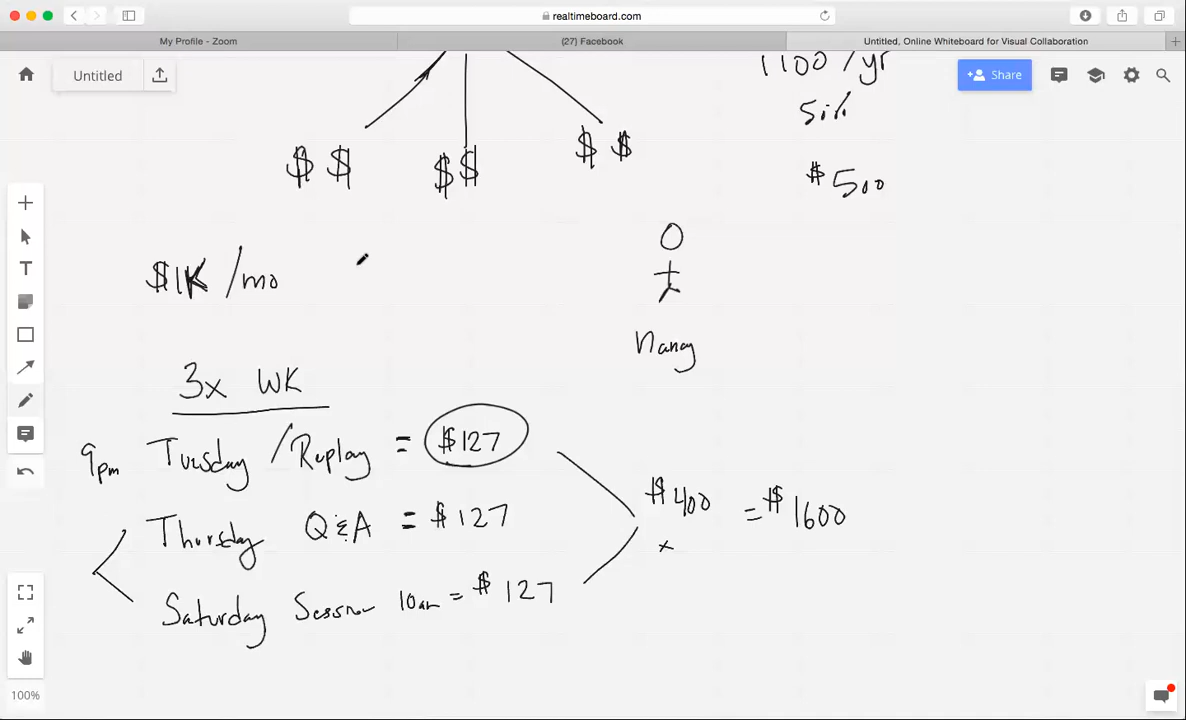 realtimeboard.com
My Profile - Zoom
(27) Facebook
Untitled, Online Whiteboard for Visual Collaboration
Untitled
Share
1100 /yr
$ $
$ $
$ $
$ 500
$1K /mo
3x WK
9pm Tuesday / Replay = $127
Thursday Q & A = $127
Saturday Session 10am = $127
$400 = $1600
x
T
100%